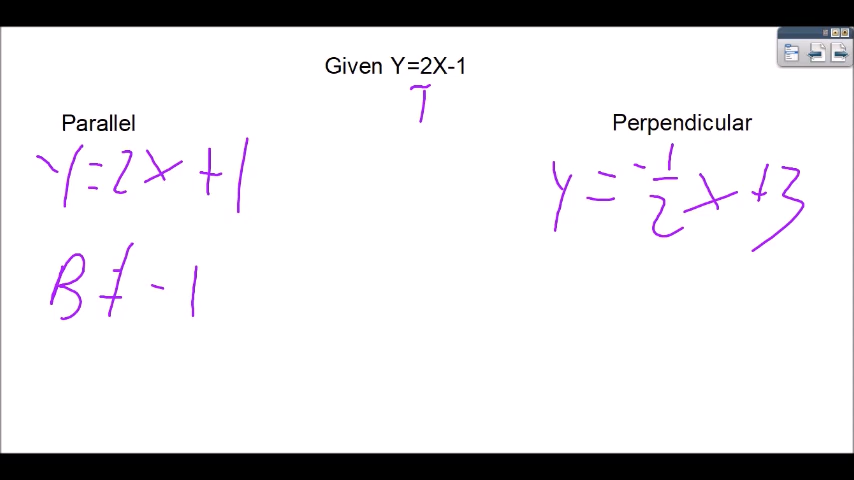 Given Y=2X-1
Parallel
Perpendicular
Y=2X+1
Y=-1/2X+3
B≠-1